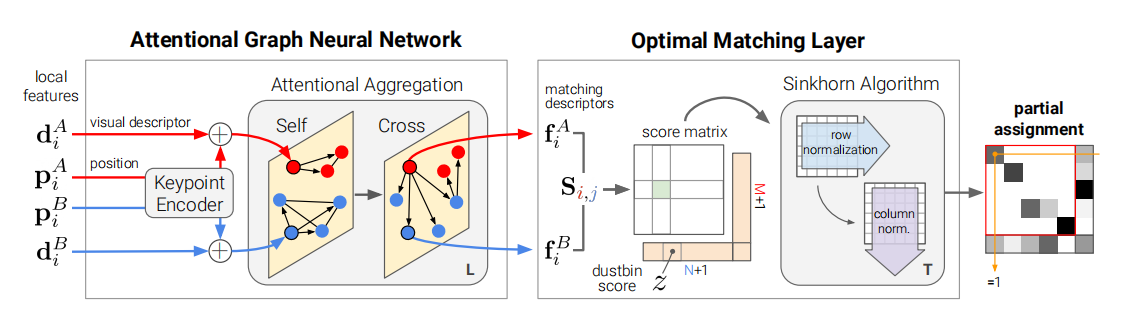 Attentional Graph Neural Network
local
features
d_i^A
visual descriptor
p_i^A
position
Keypoint
Encoder
p_i^B
d_i^B
+
+
Attentional Aggregation
Self
Cross
L
Optimal Matching Layer
matching
descriptors
f_i^A
S_{i,j}
f_i^B
score matrix
M+1
N+1
dustbin
score
z
Sinkhorn Algorithm
row
normalization
column
norm.
T
partial
assignment
=1